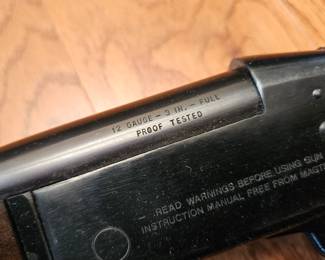 12 GAUGE - 3 IN. - FULL
PROOF TESTED
READ WARNINGS BEFORE USING GUN
INSTRUCTION MANUAL FREE FROM